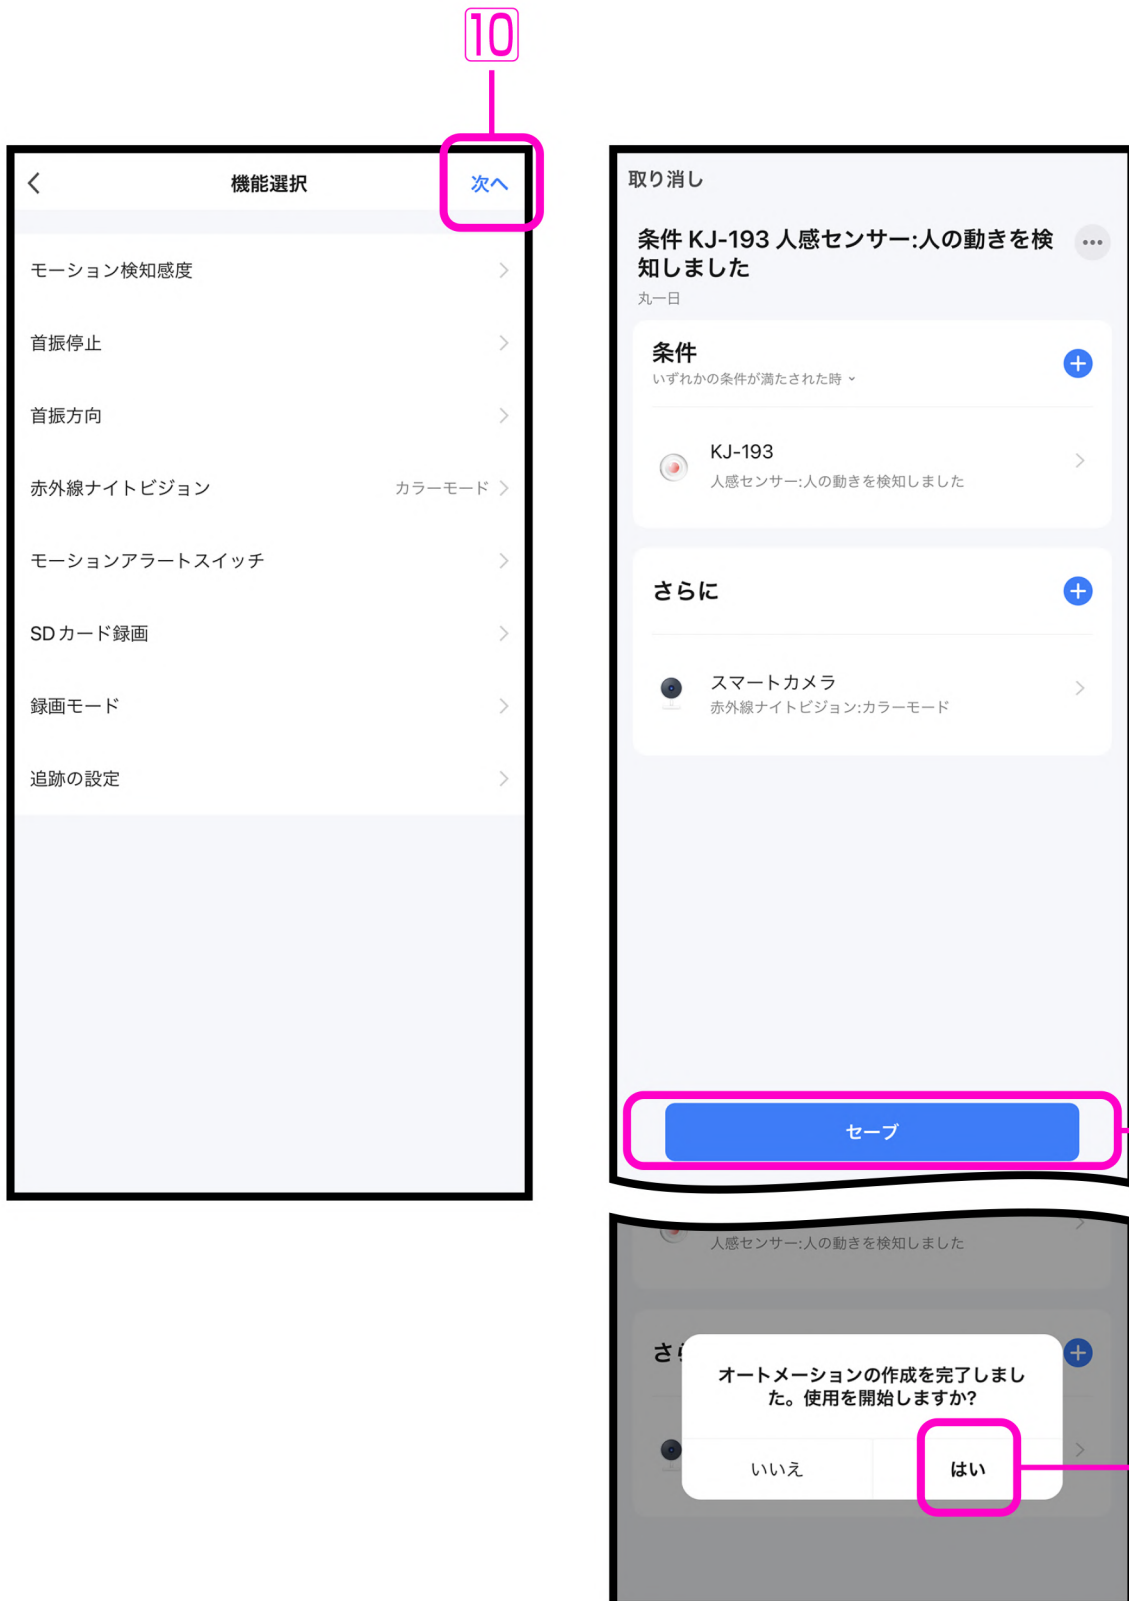 10
機能選択
次へ
モーション検知感度
首振停止
首振方向
赤外線ナイトビジョン
カラーモード
モーションアラートスイッチ
SDカード録画
録画モード
追跡の設定
取り消し
条件 KJ-193 人感センサー:人の動きを検
知しました
丸一日
条件
いずれかの条件が満たされた時
KJ-193
人感センサー:人の動きを検知しました
さらに
スマートカメラ
赤外線ナイトビジョン:カラーモード
セーブ
人感センサー:人の動きを検知しました
さ
オートメーションの作成を完了しまし
た。使用を開始しますか?
いいえ
はい